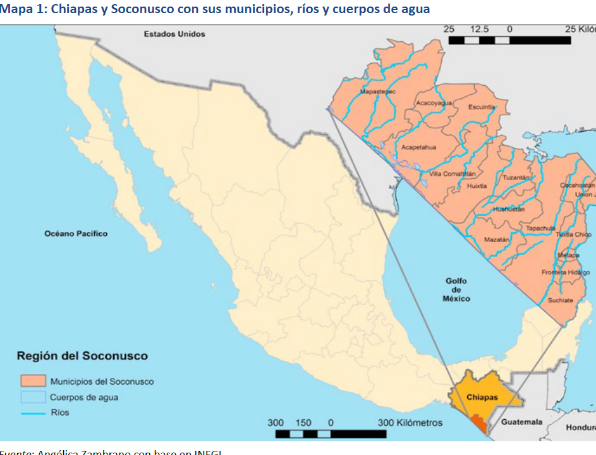 Mapa 1: Chiapas y Soconusco con sus municipios, ríos y cuerpos de agua
Estados Unidos
25 12.5 0 25
Mapastepec
Acacoyagua
Escuintla
Acapetahua
Villa Comaltitlán
Tuzantán
Huixtla
Cacahoatán
Unión
Huehuetán
Tapachula
Tuxtla Chico
Mazatán
Metapa
Frontera Hidalgo
Suchiate
Océano Pacífico
Golfo
de
México
Región del Soconusco
Municipios del Soconusco
Cuerpos de agua
Ríos
300 150 0 300 Kilómetros
Chiapas
Guatemala
Fuente: Angélica Zambrano con base en INEGI